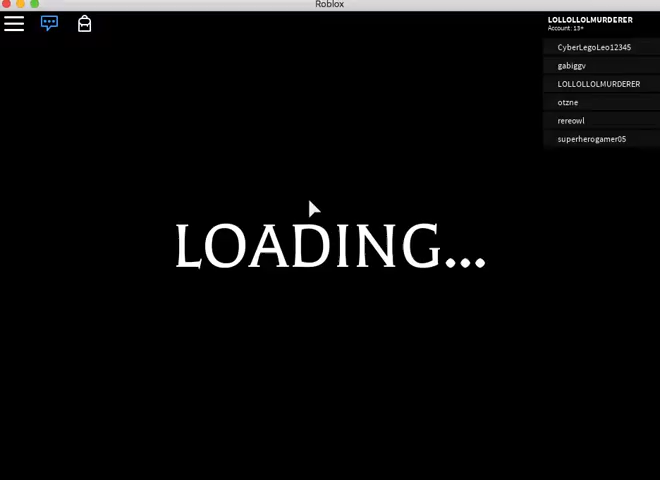 Roblox
LOLLOLLOLMURDERER
Account: 13+
CyberLegoLeo12345
gabiggv
LOLLOLLOLMURDERER
otzne
rereowl
superherogamer05
LOADING...